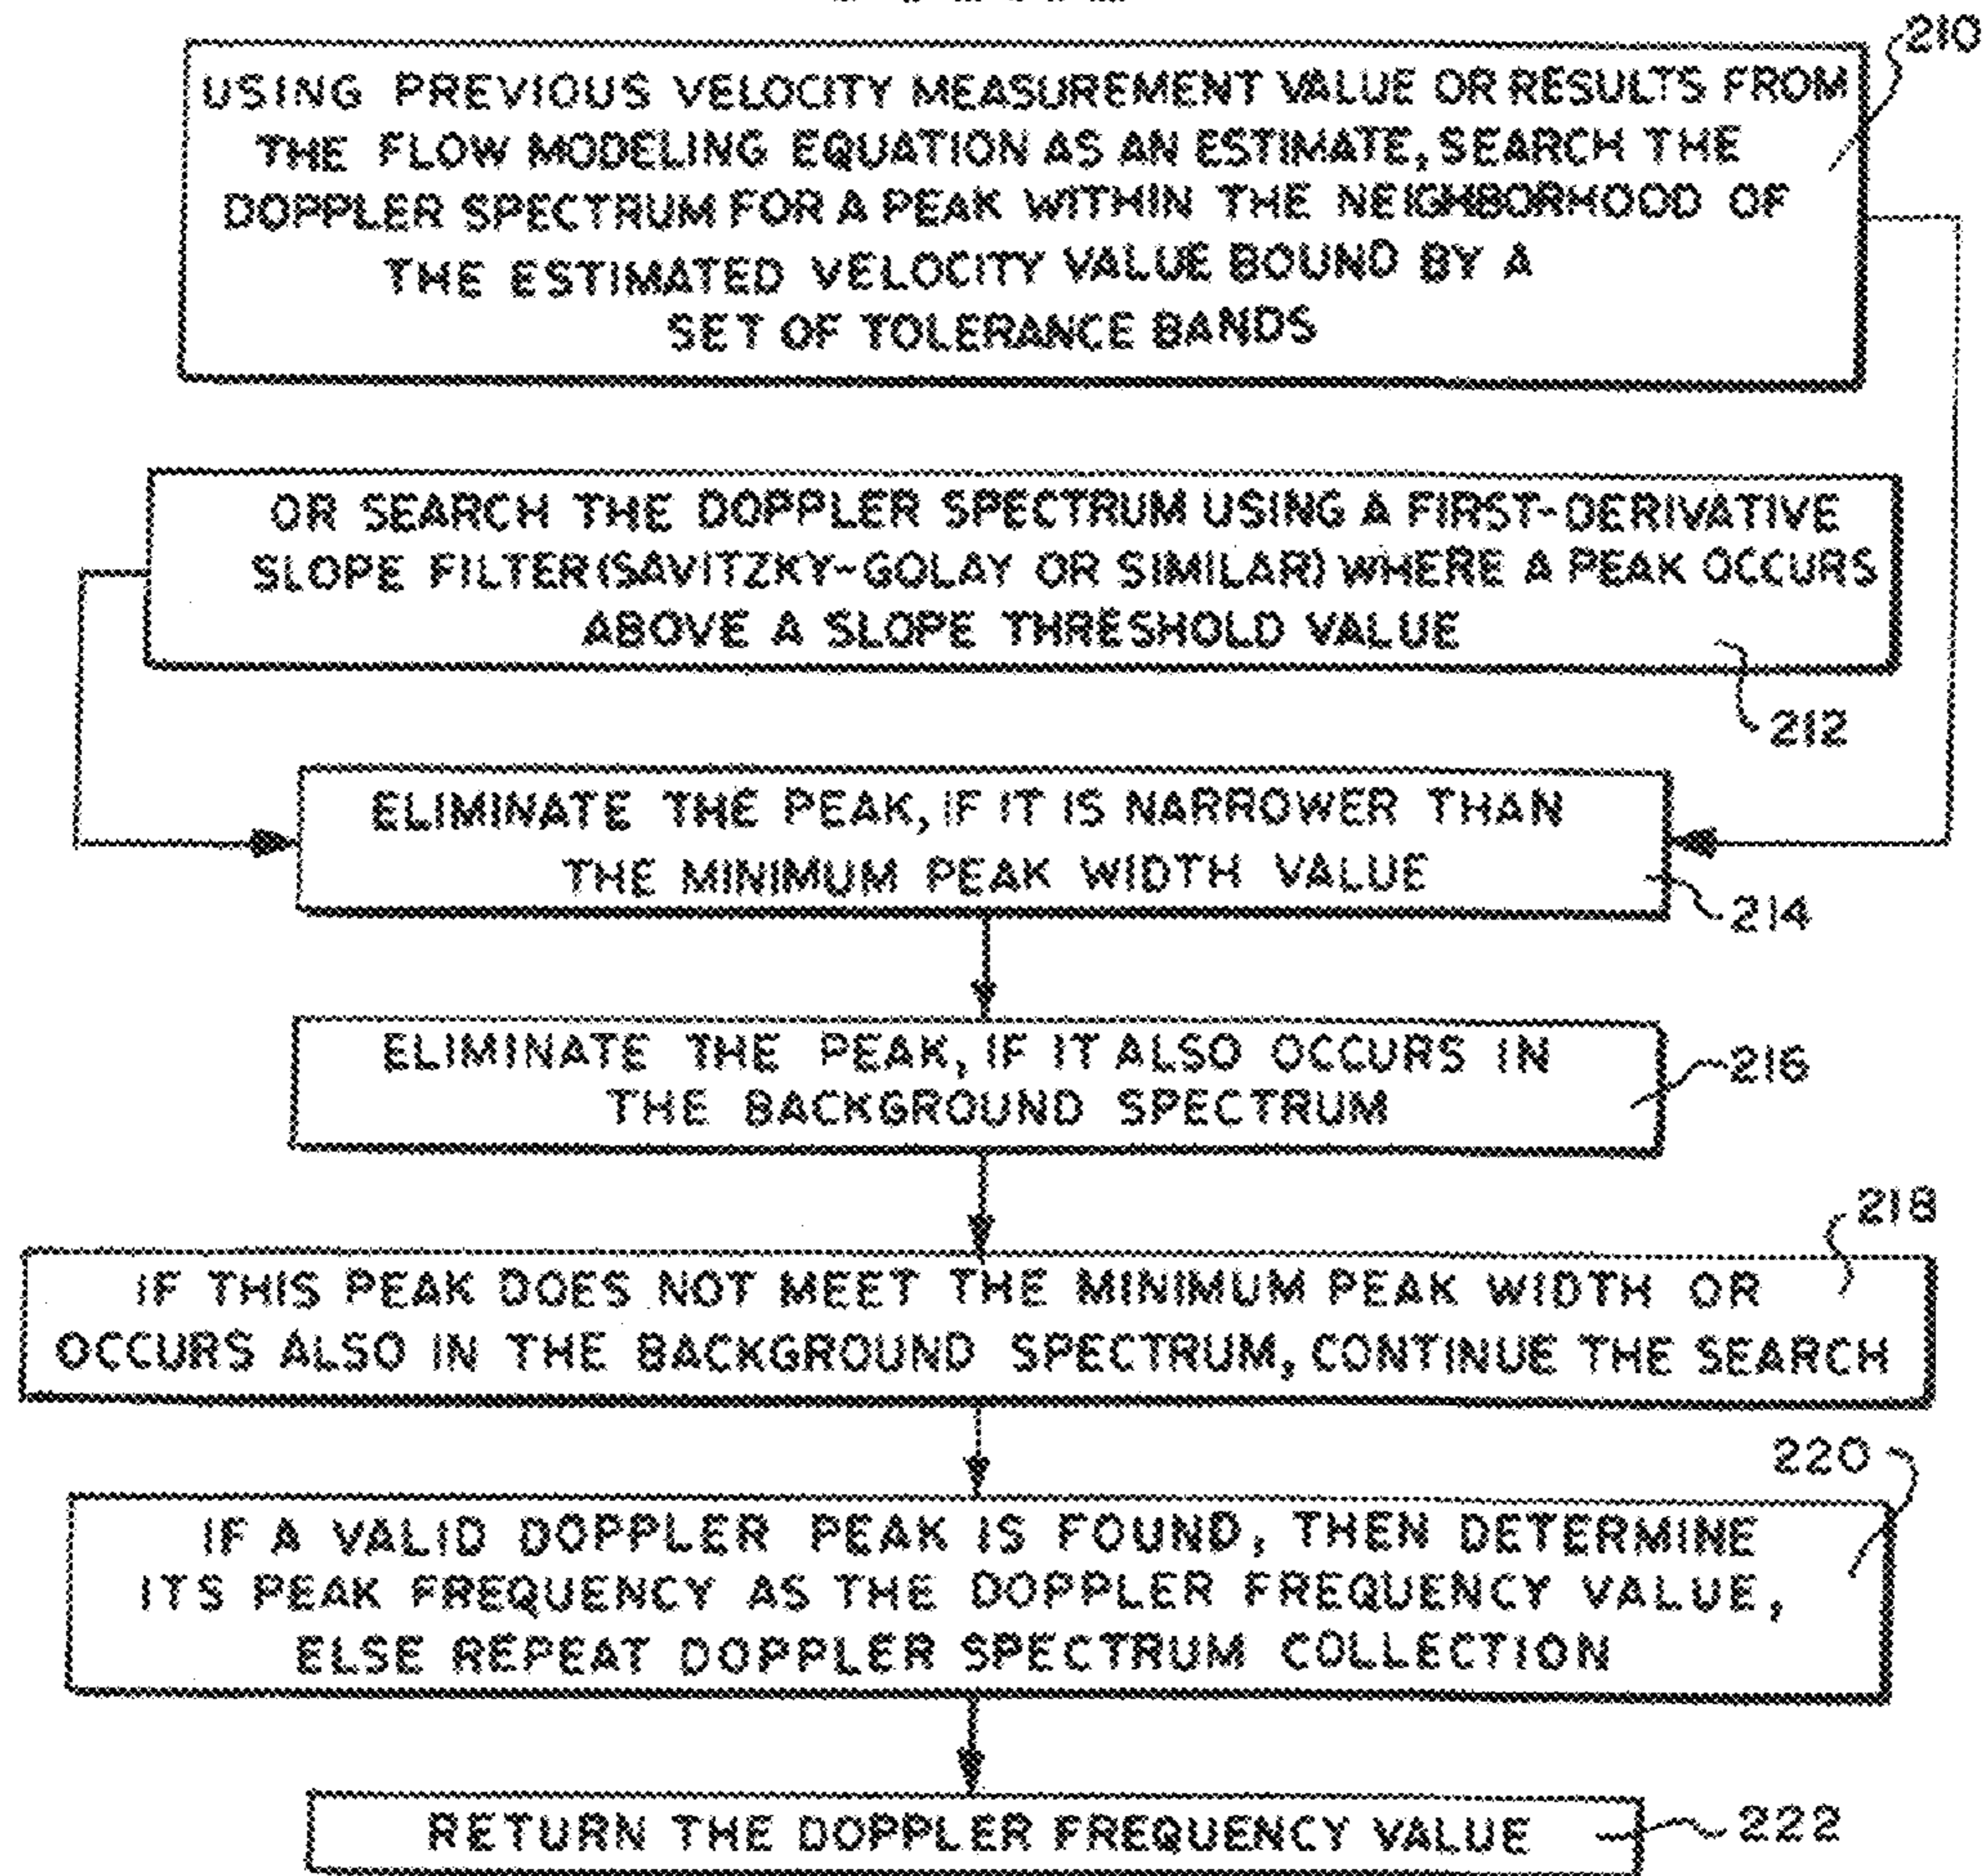 210
USING PREVIOUS VELOCITY MEASUREMENT VALUE OR RESULTS FROM
THE FLOW MODELING EQUATION AS AN ESTIMATE, SEARCH THE
DOPPLER SPECTRUM FOR A PEAK WITHIN THE NEIGHBORHOOD OF
THE ESTIMATED VELOCITY VALUE BOUND BY A
SET OF TOLERANCE BANDS
OR SEARCH THE DOPPLER SPECTRUM USING A FIRST-DERIVATIVE
SLOPE FILTER (SAVITZKY-GOLAY OR SIMILAR) WHERE A PEAK OCCURS
ABOVE A SLOPE THRESHOLD VALUE
212
ELIMINATE THE PEAK, IF IT IS NARROWER THAN
THE MINIMUM PEAK WIDTH VALUE
214
ELIMINATE THE PEAK, IF IT ALSO OCCURS IN
THE BACKGROUND SPECTRUM
216
218
IF THIS PEAK DOES NOT MEET THE MINIMUM PEAK WIDTH OR
OCCURS ALSO IN THE BACKGROUND SPECTRUM, CONTINUE THE SEARCH
220
IF A VALID DOPPLER PEAK IS FOUND, THEN DETERMINE
ITS PEAK FREQUENCY AS THE DOPPLER FREQUENCY VALUE,
ELSE REPEAT DOPPLER SPECTRUM COLLECTION
RETURN THE DOPPLER FREQUENCY VALUE
222